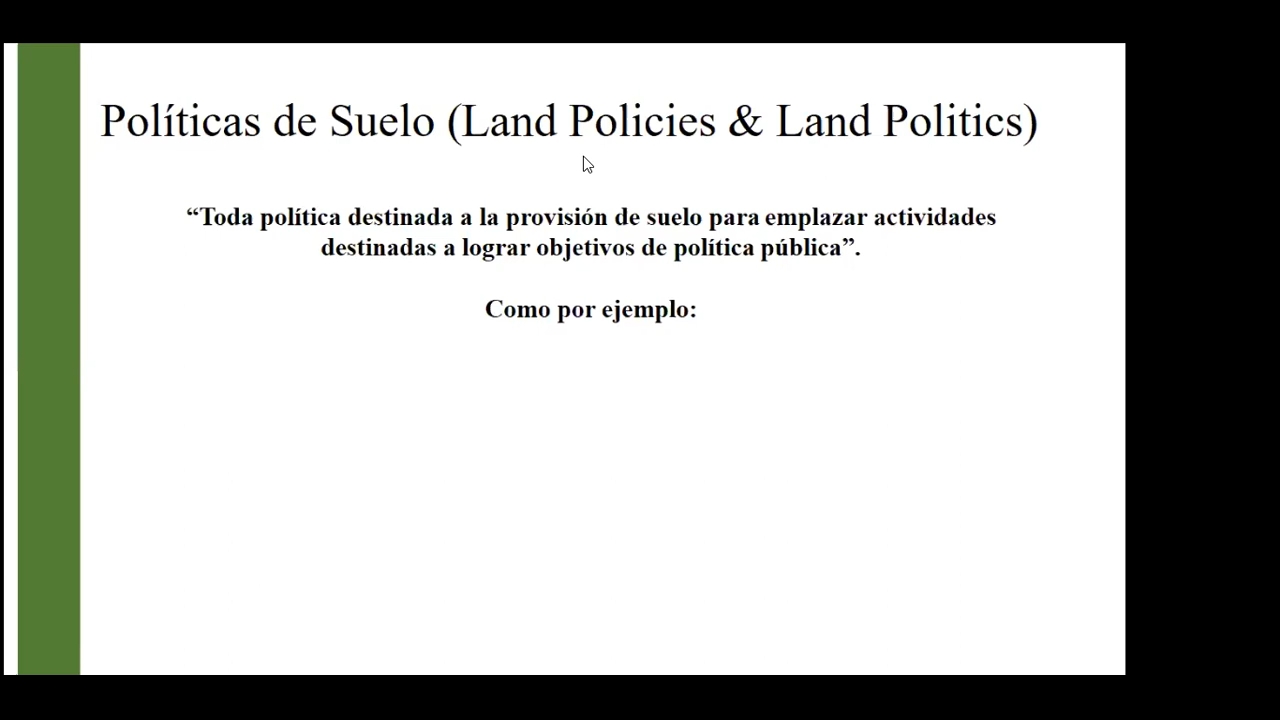 Políticas de Suelo (Land Policies & Land Politics)
“Toda política destinada a la provisión de suelo para emplazar actividades
destinadas a lograr objetivos de política pública”.
Como por ejemplo: